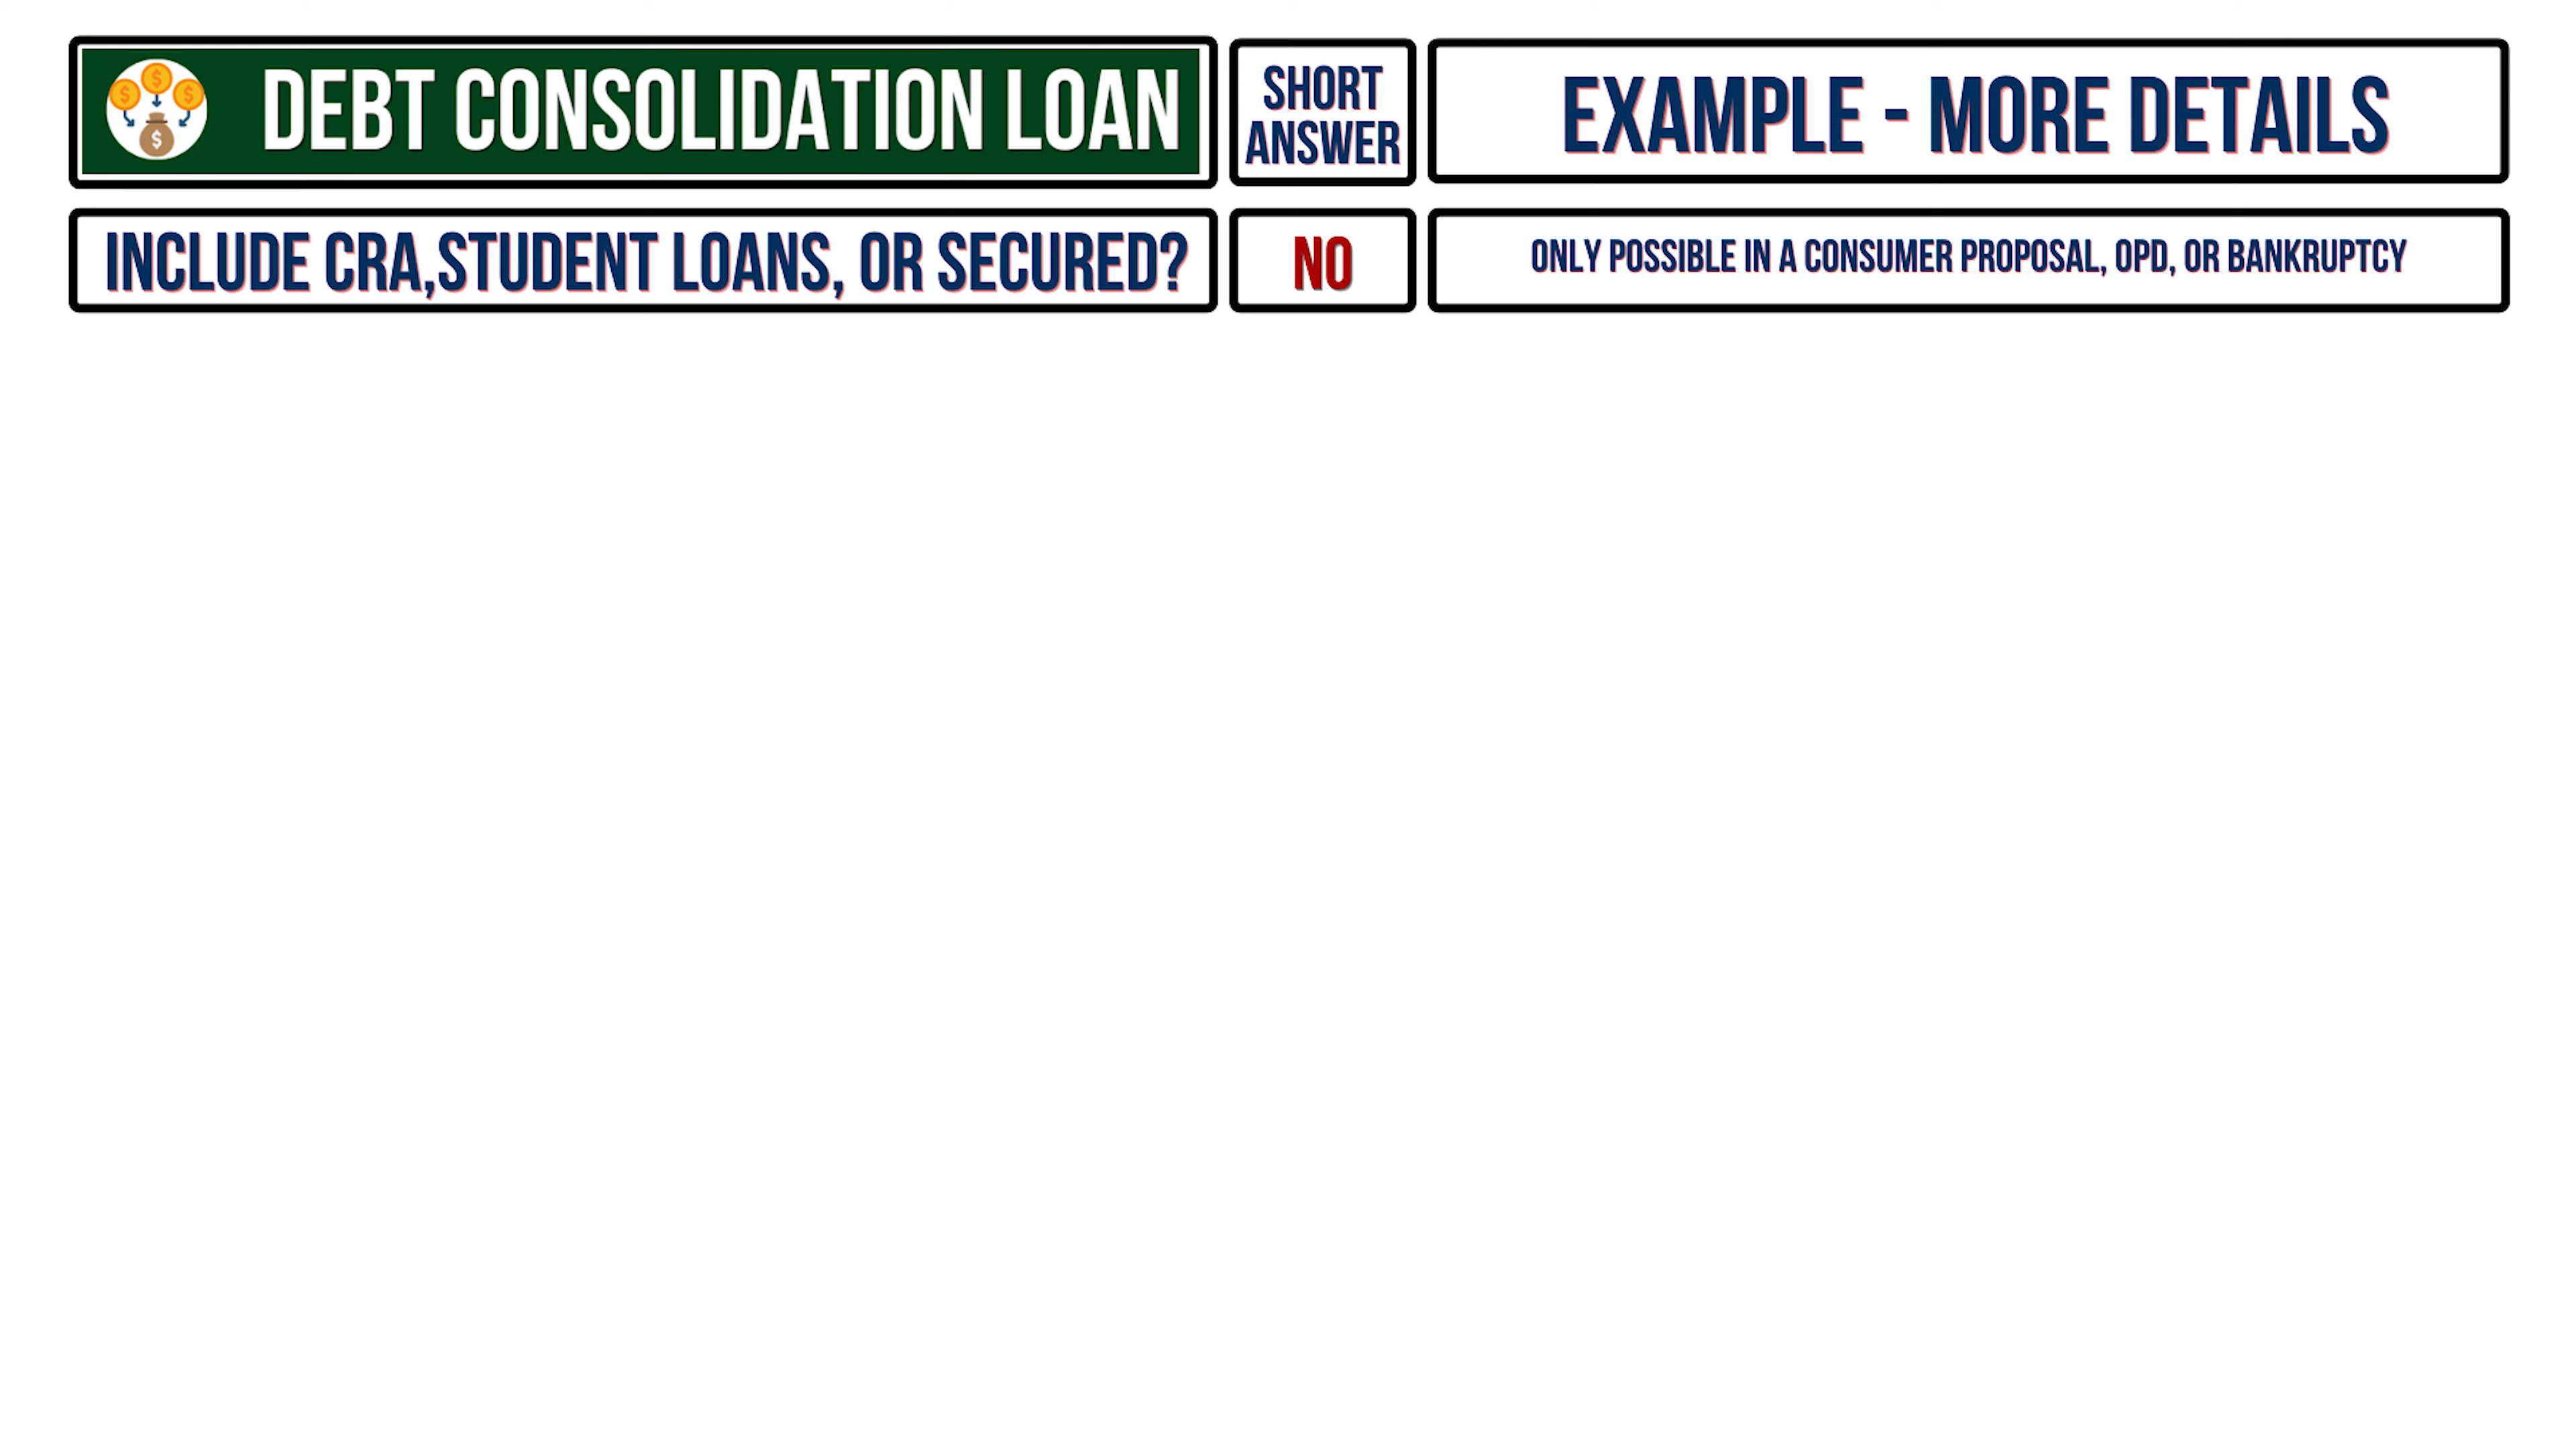 DEBT CONSOLIDATION LOAN
SHORT
ANSWER
EXAMPLE - MORE DETAILS
INCLUDE CRA,STUDENT LOANS, OR SECURED?
NO
ONLY POSSIBLE IN A CONSUMER PROPOSAL, OPD, OR BANKRUPTCY